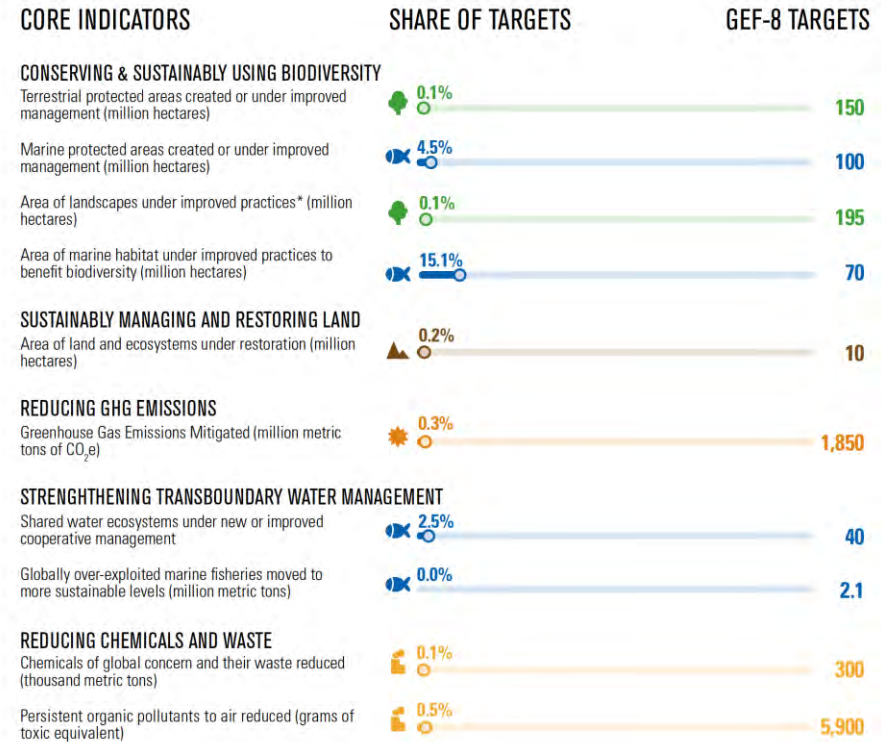 CORE INDICATORS SHARE OF TARGETS GEF-8 TARGETS
CONSERVING & SUSTAINABLY USING BIODIVERSITY
Terrestrial protected areas created or under improved
management (million hectares)
0.1%
150
Marine protected areas created or under improved
management (million hectares)
4.5%
100
Area of landscapes under improved practices* (million
hectares)
0.1%
195
Area of marine habitat under improved practices to
benefit biodiversity (million hectares)
15.1%
70
SUSTAINABLY MANAGING AND RESTORING LAND
Area of land and ecosystems under restoration (million
hectares)
0.2%
10
REDUCING GHG EMISSIONS
Greenhouse Gas Emissions Mitigated (million metric
tons of CO₂e)
0.3%
1,850
STRENGHTHENING TRANSBOUNDARY WATER MANAGEMENT
Shared water ecosystems under new or improved
cooperative management
2.5%
40
Globally over-exploited marine fisheries moved to
more sustainable levels (million metric tons)
0.0%
2.1
REDUCING CHEMICALS AND WASTE
Chemicals of global concern and their waste reduced
(thousand metric tons)
0.1%
300
Persistent organic pollutants to air reduced (grams of
toxic equivalent)
0.5%
5,900